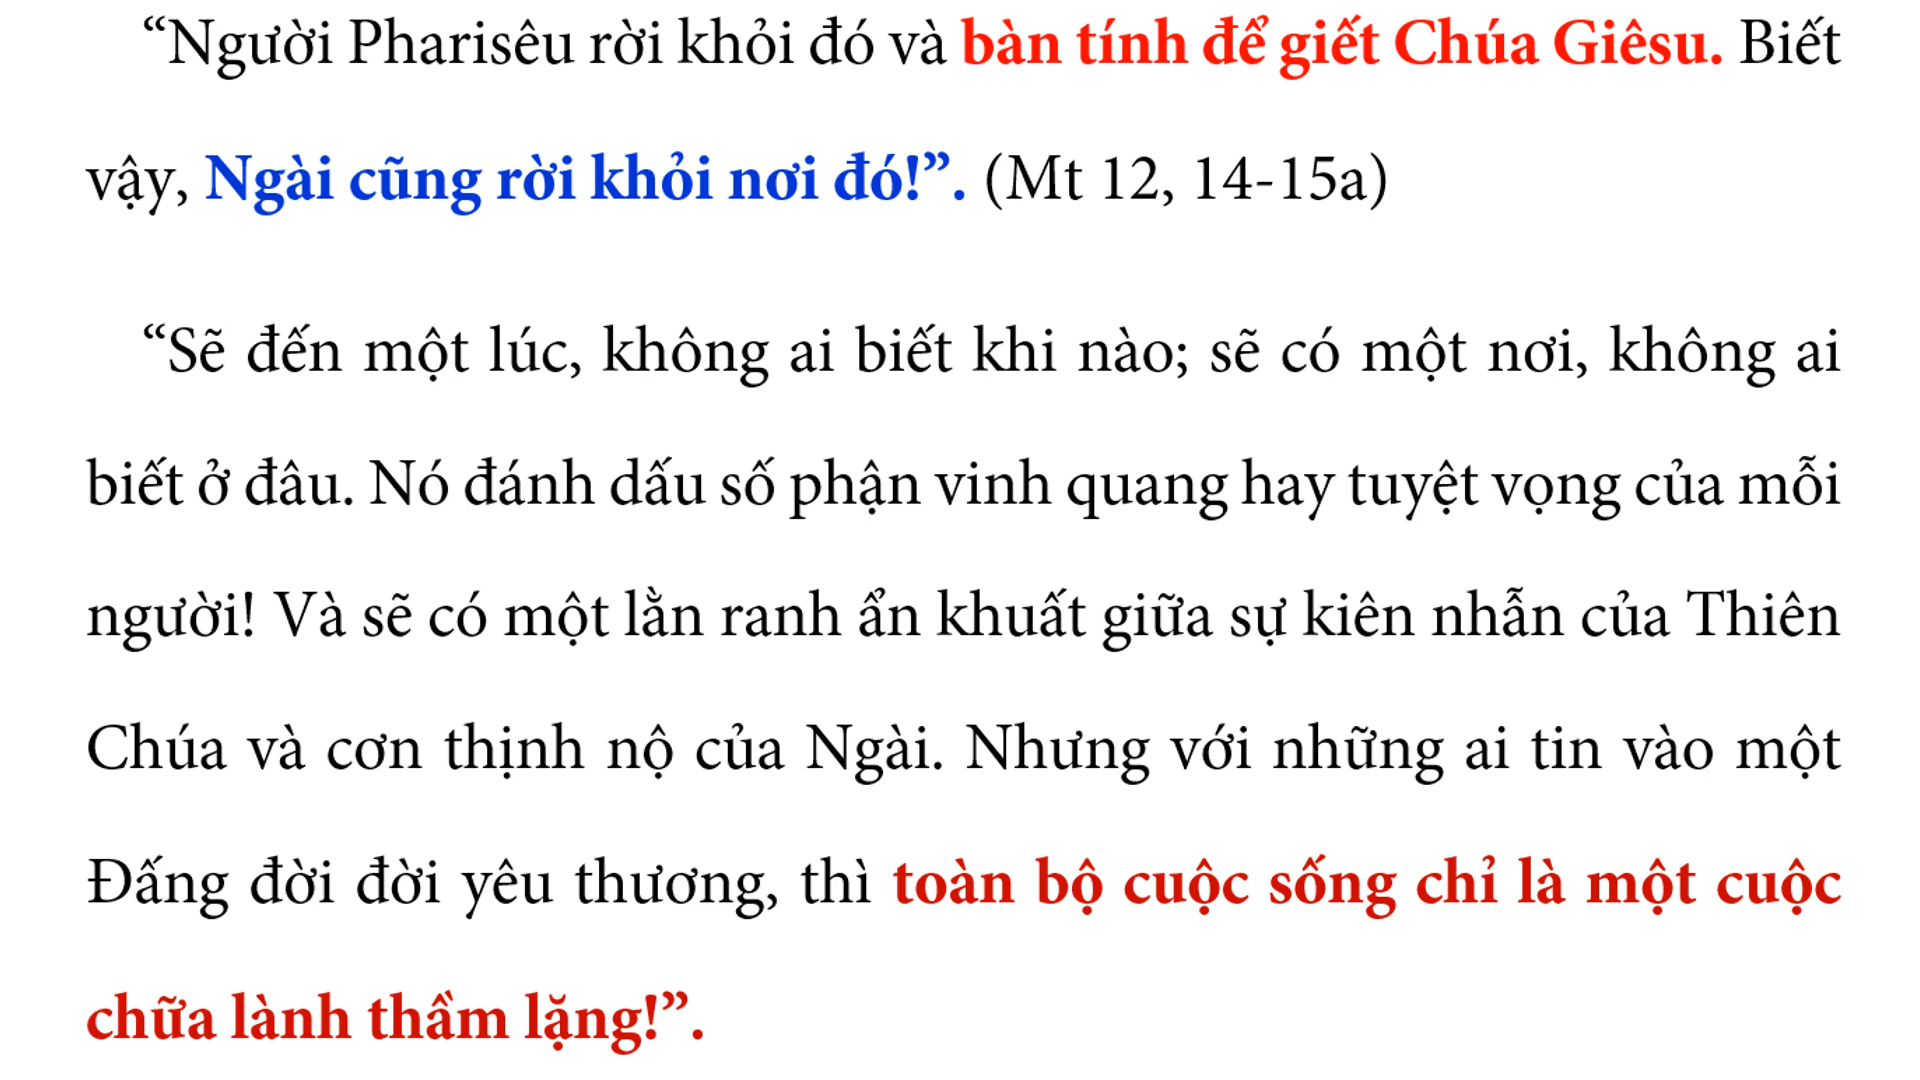 “Người Pharisêu rời khỏi đó và bàn tính để giết Chúa Giêsu. Biết
vậy, Ngài cũng rời khỏi nơi đó!”. (Mt 12, 14-15a)
“Sẽ đến một lúc, không ai biết khi nào; sẽ có một nơi, không ai
biết ở đâu. Nó đánh dấu số phận vinh quang hay tuyệt vọng của mỗi
người! Và sẽ có một lằn ranh ẩn khuất giữa sự kiên nhẫn của Thiên
Chúa và cơn thịnh nộ của Ngài. Nhưng với những ai tin vào một
Đấng đời đời yêu thương, thì toàn bộ cuộc sống chỉ là một cuộc
chữa lành thầm lặng!”.